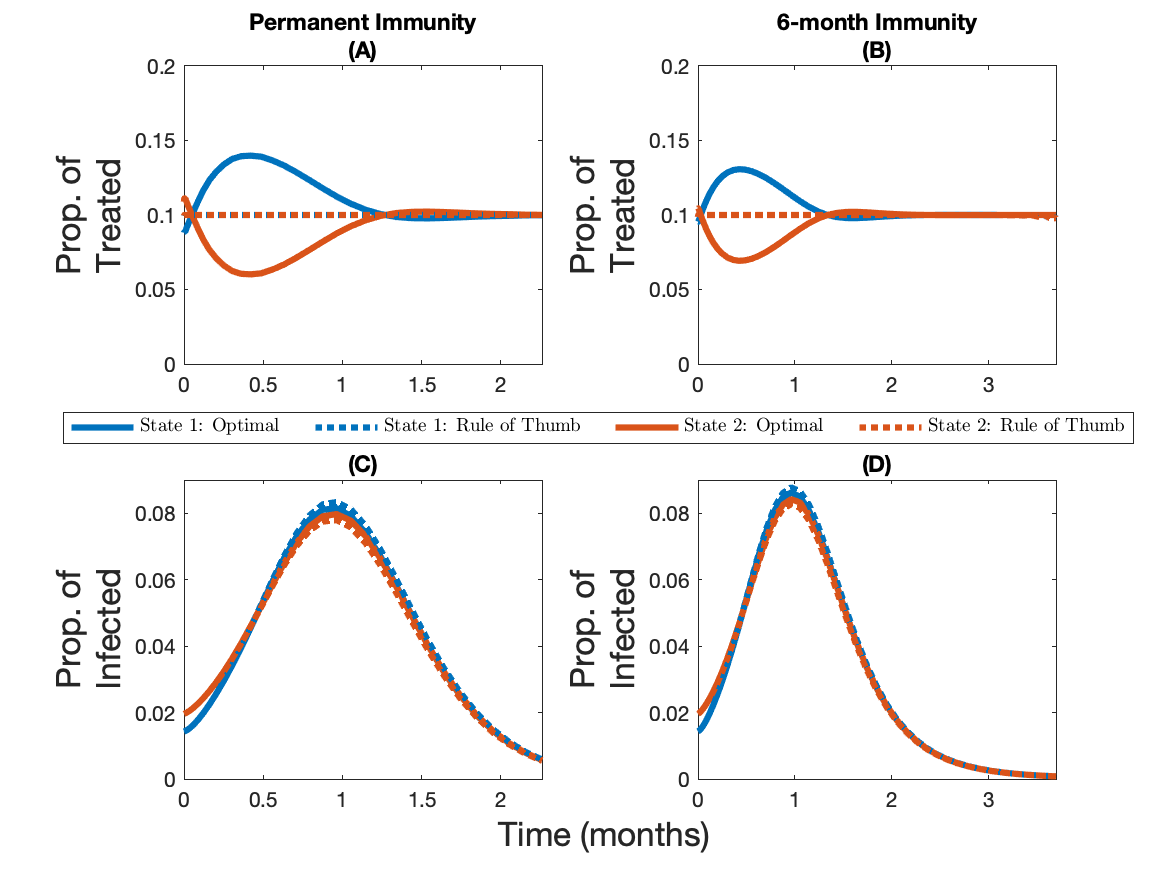 Permanent Immunity
(A)
6-month Immunity
(B)
0.2
0.15
0.1
0.05
0
Prop. of
Treated
0
0.5
1
1.5
2
0.2
0.15
0.1
0.05
0
Prop. of
Treated
0
1
2
3
State 1: Optimal
State 1: Rule of Thumb
State 2: Optimal
State 2: Rule of Thumb
(C)
0.08
0.06
0.04
0.02
0
Prop. of
Infected
0
0.5
1
1.5
2
(D)
0.08
0.06
0.04
0.02
0
Prop. of
Infected
0
1
2
3
Time (months)